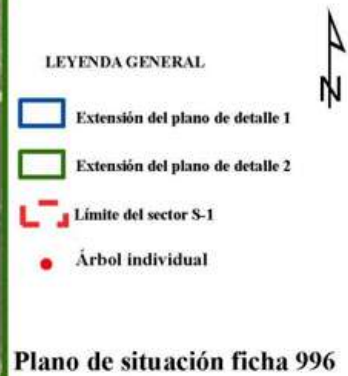 LEYENDA GENERAL
N
Extensión del plano de detalle 1
Extensión del plano de detalle 2
Límite del sector S-1
Árbol individual
Plano de situación ficha 996